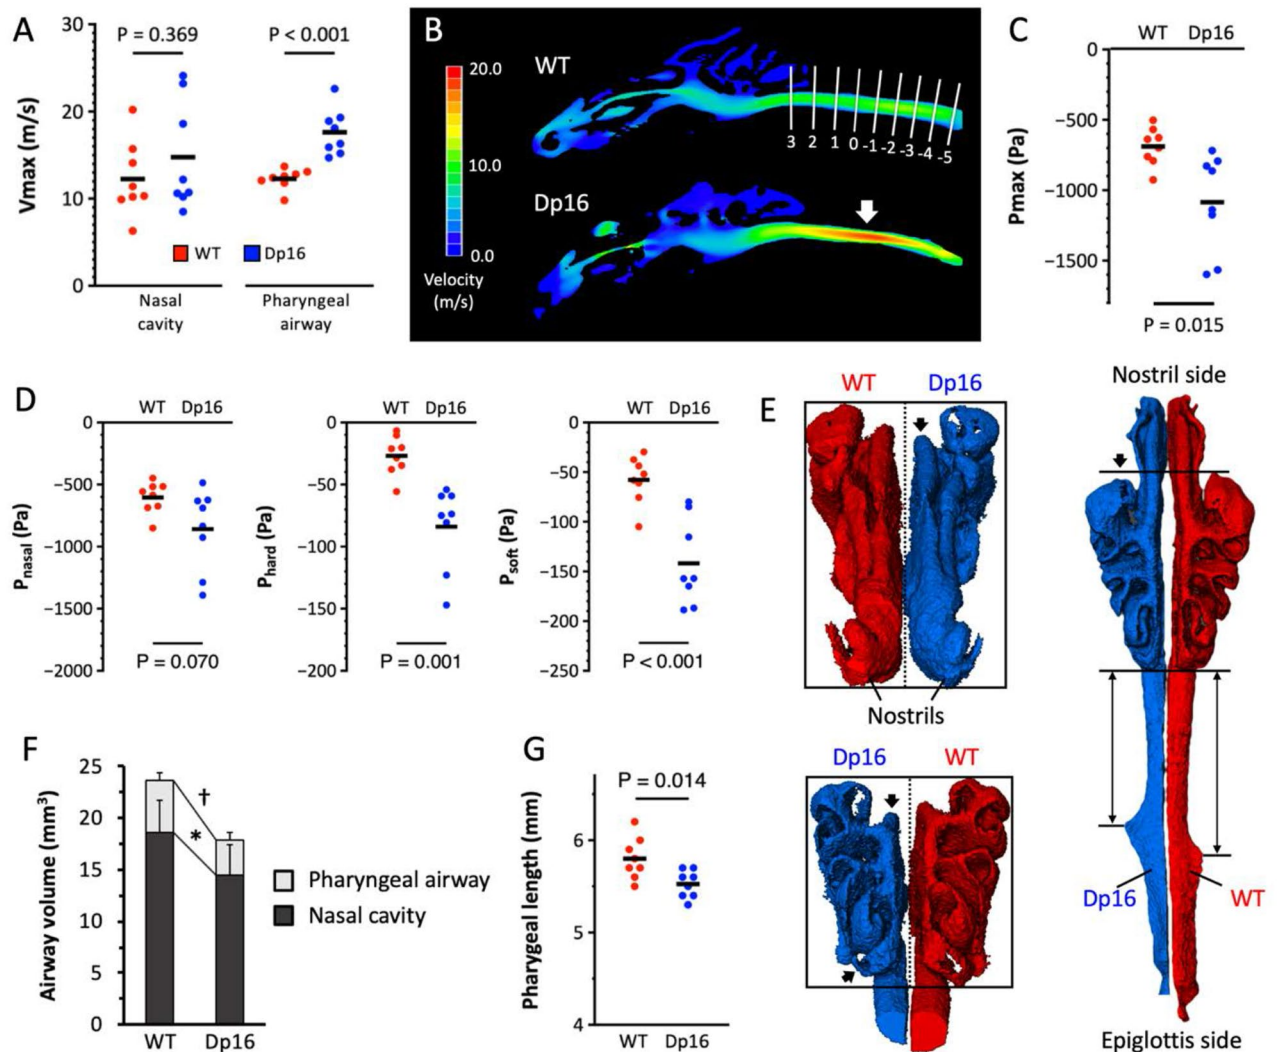 A
30
20
10
0
Vmax (m/s)
P = 0.369
P < 0.001
WT
Dp16
Nasal
cavity
Pharyngeal
airway
B
WT
Dp16
20.0
10.0
0.0
Velocity
(m/s)
3 2 1 0 -1 -2 -3 -4 -5
C
WT Dp16
0
−500
−1000
−1500
Pmax (Pa)
P = 0.015
D
WT Dp16
0
−500
−1000
−1500
−2000
Pnasal (Pa)
P = 0.070
WT Dp16
0
−50
−100
−150
−200
Phard (Pa)
P = 0.001
WT Dp16
0
−50
−100
−150
−200
−250
Psoft (Pa)
P < 0.001
E
WT
Dp16
Nostrils
Dp16
WT
Nostril side
Dp16
WT
Epiglottis side
F
25
20
15
10
5
0
Airway volume (mm³)
†
*
WT Dp16
Pharyngeal airway
Nasal cavity
G
P = 0.014
6
5
4
Pharygeal length (mm)
WT Dp16